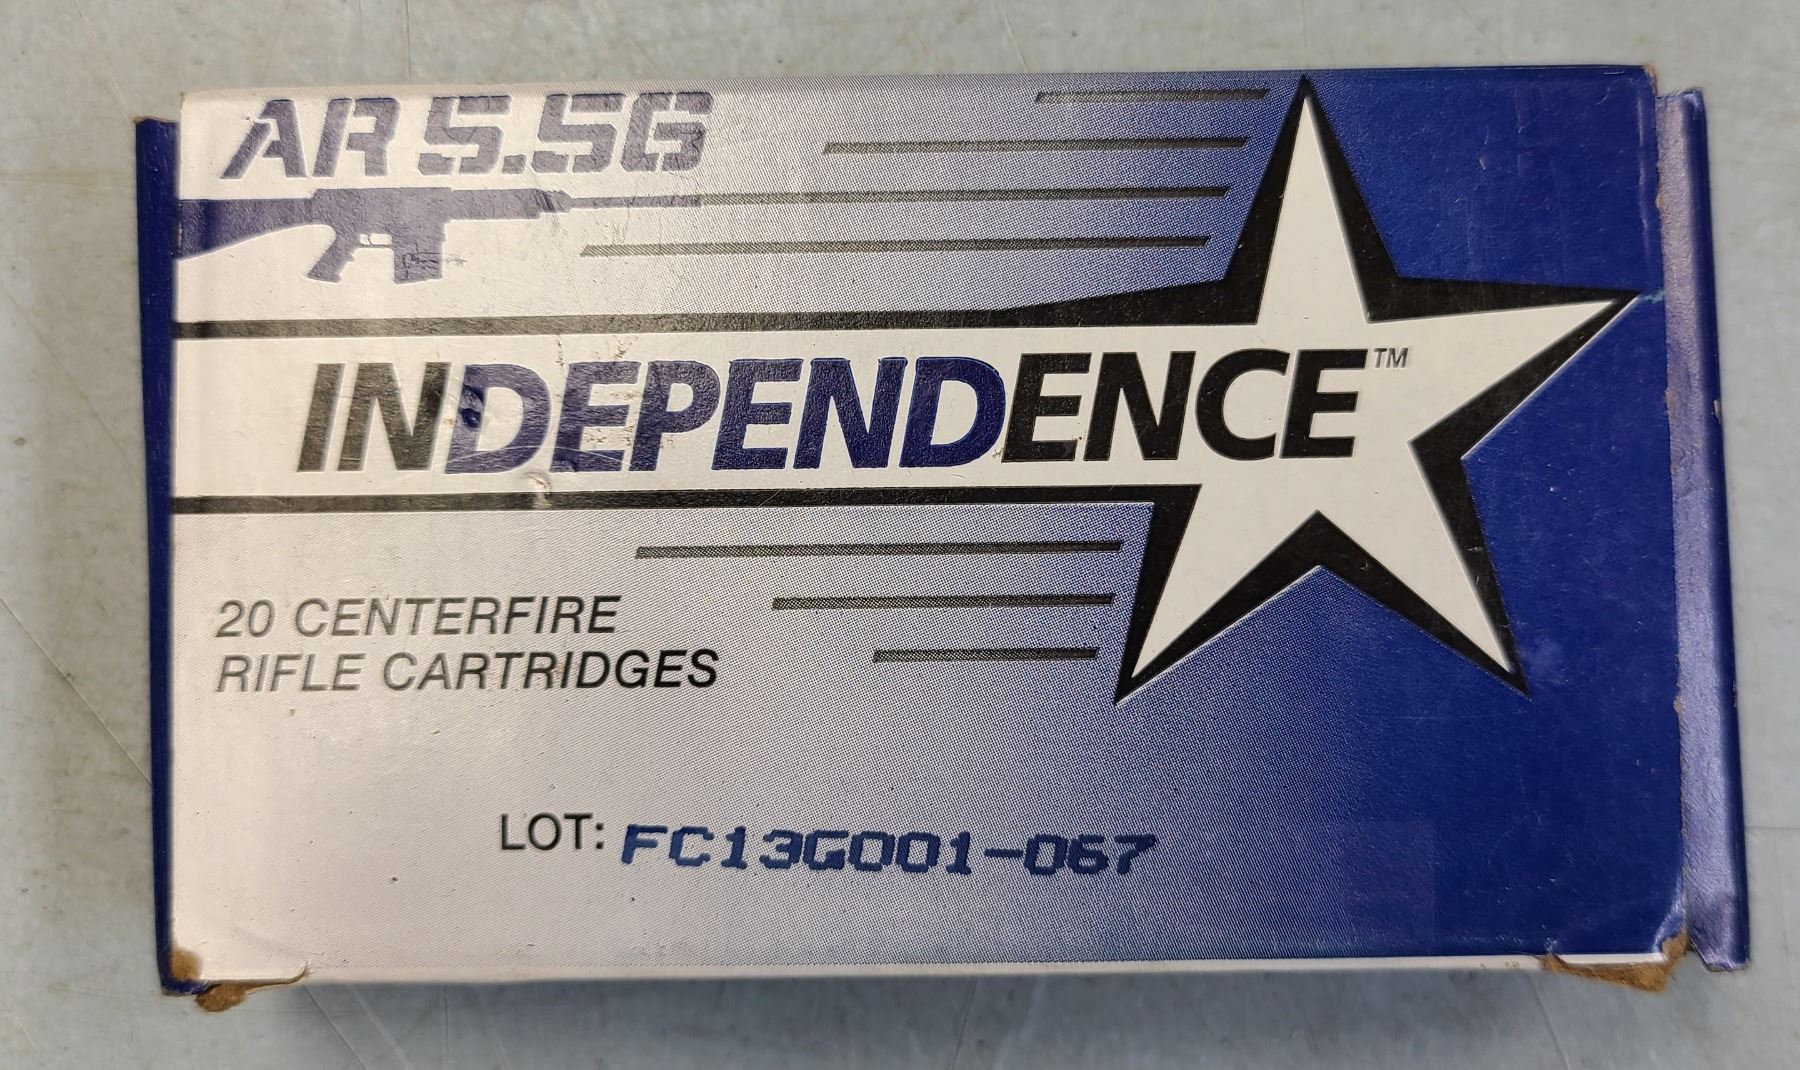 AR 5.56
INDEPENDENCE™
20 CENTERFIRE
RIFLE CARTRIDGES
LOT: FC13G001-067